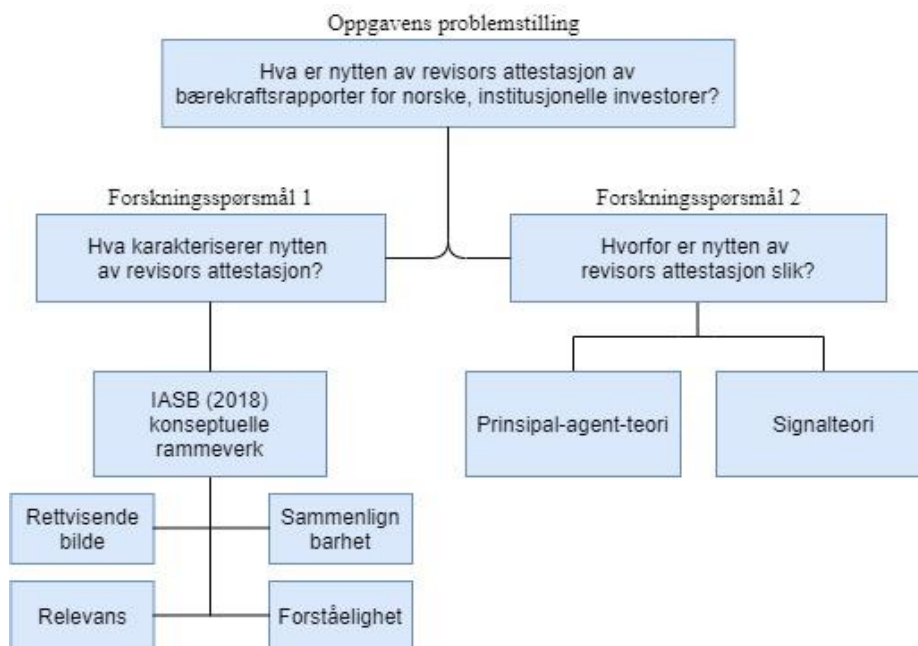 Oppgavens problemstilling
Hva er nytten av revisors attestasjon av
bærekraftsrapporter for norske, institusjonelle investorer?
Forskningsspørsmål 1
Hva karakteriserer nytten
av revisors attestasjon?
Forskningsspørsmål 2
Hvorfor er nytten av
revisors attestasjon slik?
IASB (2018)
konseptuelle
rammeverk
Prinsipal-agent-teori
Signalteori
Rettvisende
bilde
Sammenlign
barhet
Relevans
Forståelighet